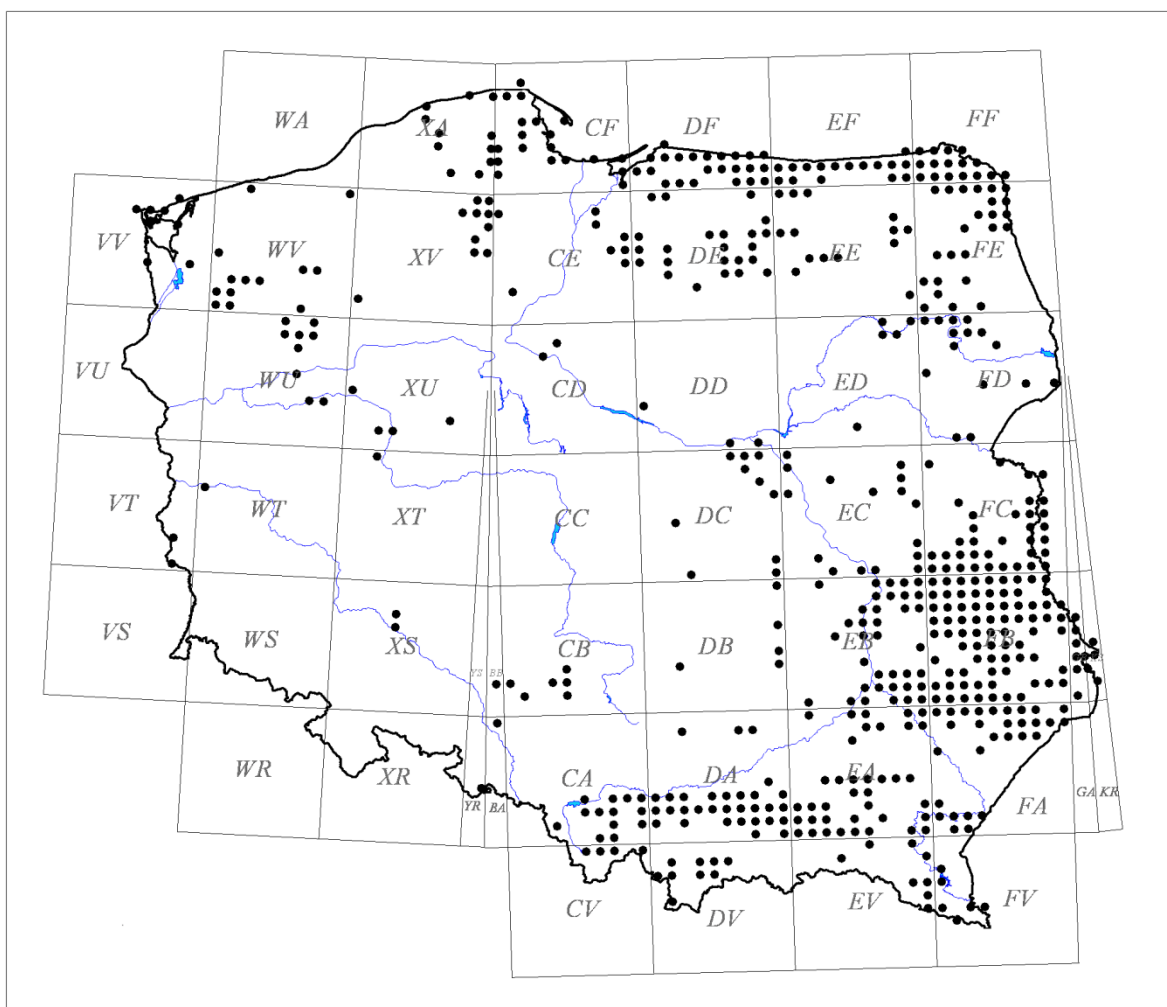 WA XA CF DF EF FF
VV WV XV CE DE EE FE
VU WU XU CD DD ED FD
VT WT XT CC DC EC FC
VS WS XS YS BB CB DB EB FB
WR XR YR BA CA DA EA FA GA KR
CV DV EV FV